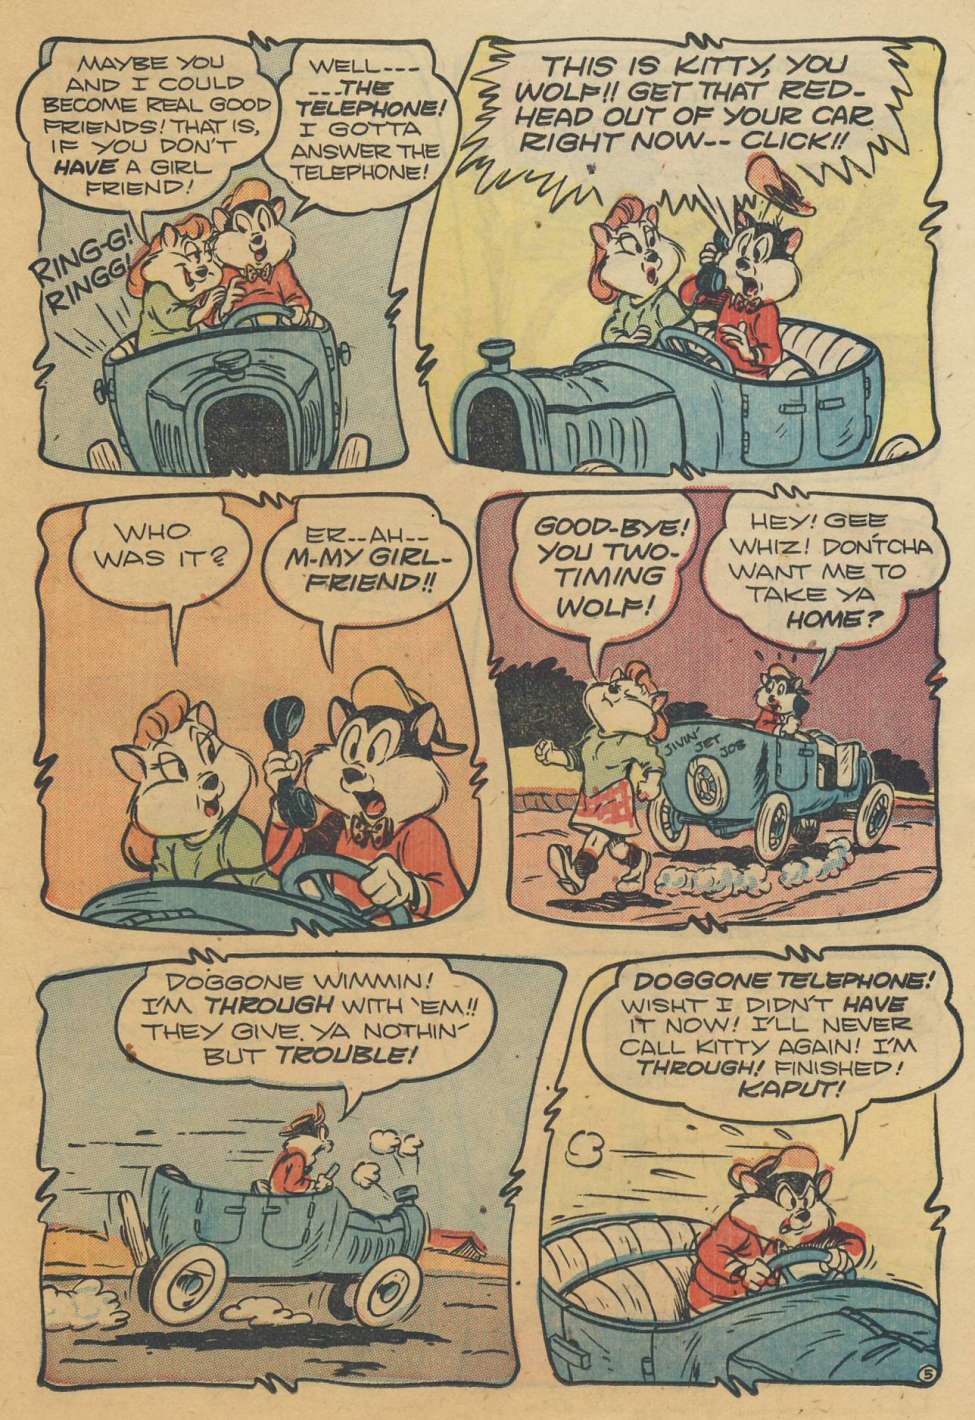 MAYBE YOU
AND I COULD
BECOME REAL GOOD
FRIENDS! THAT IS,
IF YOU DON'T
HAVE A GIRL
FRIEND!
WELL---
---THE
TELEPHONE!
I GOTTA
ANSWER THE
TELEPHONE!
RING-G!
RINGG!
THIS IS KITTY, YOU
WOLF!! GET THAT RED-
HEAD OUT OF YOUR CAR
RIGHT NOW-- CLICK!!
WHO
WAS IT?
ER--AH--
M-MY GIRL-
FRIEND!!
GOOD-BYE!
YOU TWO-
TIMING
WOLF!
HEY! GEE
WHIZ! DON'TCHA
WANT ME TO
TAKE YA
HOME?
JIVIN'
JET
JOB
DOGGONE WIMMIN!
I'M THROUGH WITH 'EM!!
THEY GIVE YA NOTHIN'
BUT TROUBLE!
DOGGONE TELEPHONE!
WISHT I DIDN'T HAVE
IT NOW! I'LL NEVER
CALL KITTY AGAIN! I'M
THROUGH! FINISHED!
KAPUT!
5